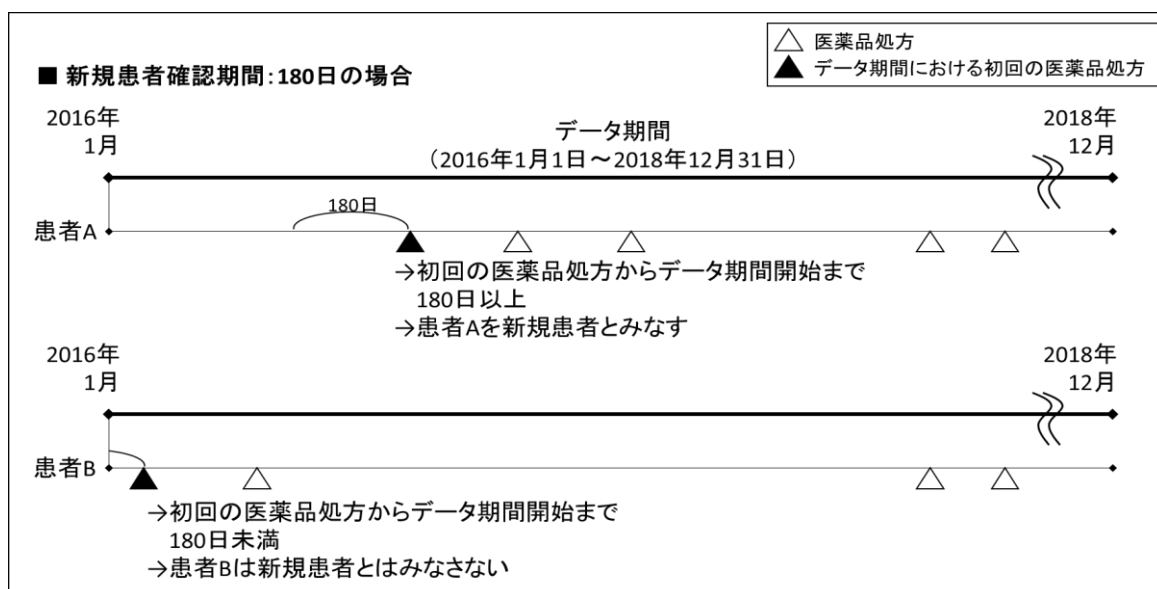 △ 医薬品処方
▲ データ期間における初回の医薬品処方
■ 新規患者確認期間:180日の場合
2016年
1月
データ期間
(2016年1月1日~2018年12月31日)
2018年
12月
180日
患者A
→初回の医薬品処方からデータ期間開始まで
180日以上
→患者Aを新規患者とみなす
2016年
1月
2018年
12月
患者B
→初回の医薬品処方からデータ期間開始まで
180日未満
→患者Bは新規患者とはみなさない